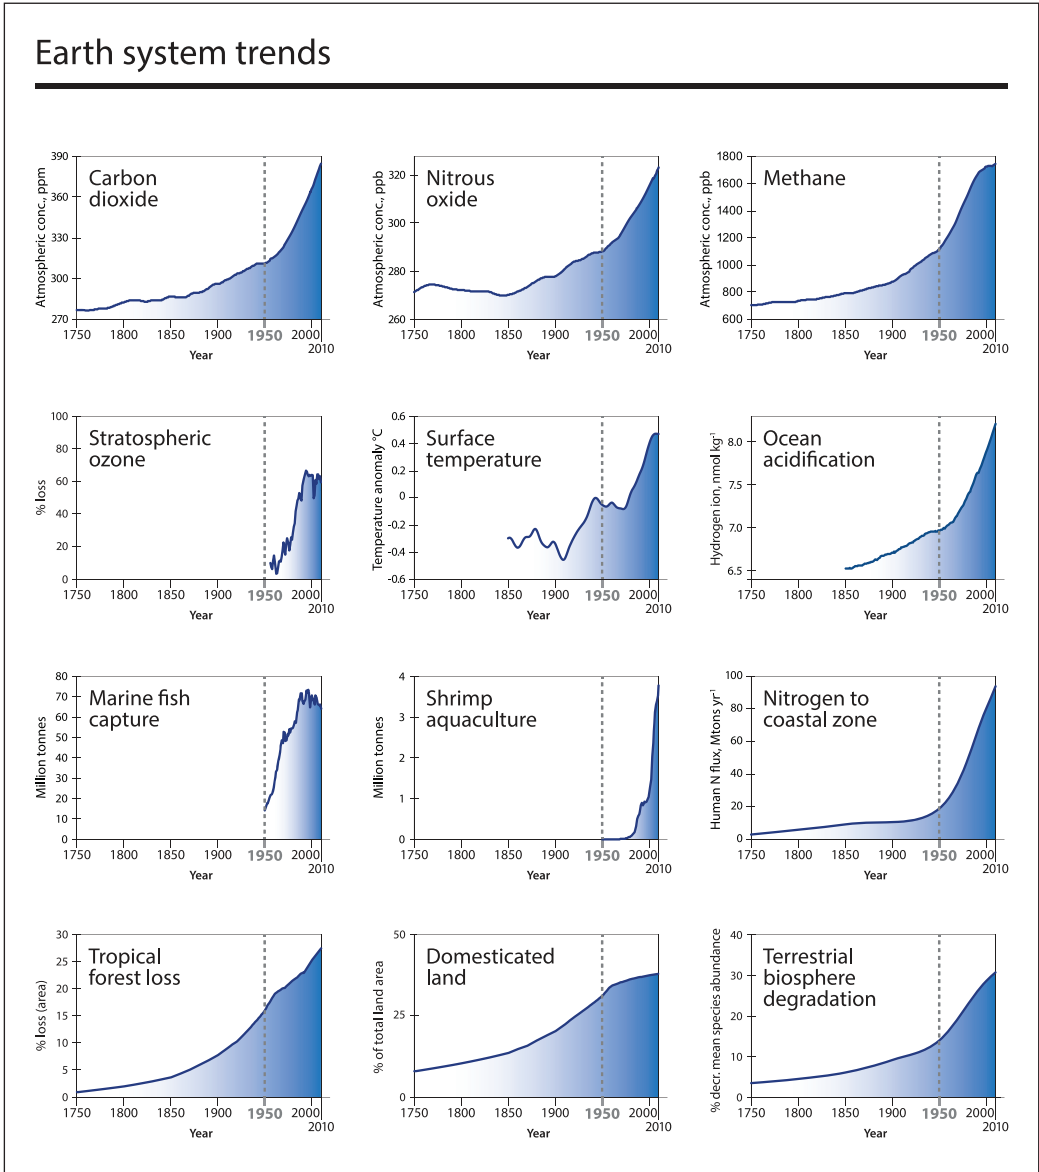 Earth system trends
Carbon
dioxide
Atmospheric conc., ppm
390
360
330
300
270
1750 1800 1850 1900 1950 2000
2010
Year
Nitrous
oxide
Atmospheric conc., ppb
320
300
280
260
1750 1800 1850 1900 1950 2000
2010
Year
Methane
Atmospheric conc., ppb
1800
1600
1400
1200
1000
800
600
1750 1800 1850 1900 1950 2000
2010
Year
Stratospheric
ozone
% loss
100
80
60
40
20
0
1750 1800 1850 1900 1950 2000
2010
Year
Surface
temperature
Temperature anomaly °C
0.6
0.4
0.2
0
-0.2
-0.4
-0.6
1750 1800 1850 1900 1950 2000
2010
Year
Ocean
acidification
Hydrogen ion, nmol kg⁻¹
8.0
7.5
7.0
6.5
1750 1800 1850 1900 1950 2000
2010
Year
Marine fish
capture
Million tonnes
80
70
60
50
40
30
20
10
0
1750 1800 1850 1900 1950 2000
2010
Year
Shrimp
aquaculture
Million tonnes
4
3
2
1
0
1750 1800 1850 1900 1950 2000
2010
Year
Nitrogen to
coastal zone
Human N flux, Mtons yr⁻¹
100
80
60
40
20
0
1750 1800 1850 1900 1950 2000
2010
Year
Tropical
forest loss
% loss (area)
30
25
20
15
10
5
0
1750 1800 1850 1900 1950 2000
2010
Year
Domesticated
land
% of total land area
50
25
0
1750 1800 1850 1900 1950 2000
2010
Year
Terrestrial
biosphere
degradation
% decr. mean species abundance
40
30
20
10
0
1750 1800 1850 1900 1950 2000
2010
Year